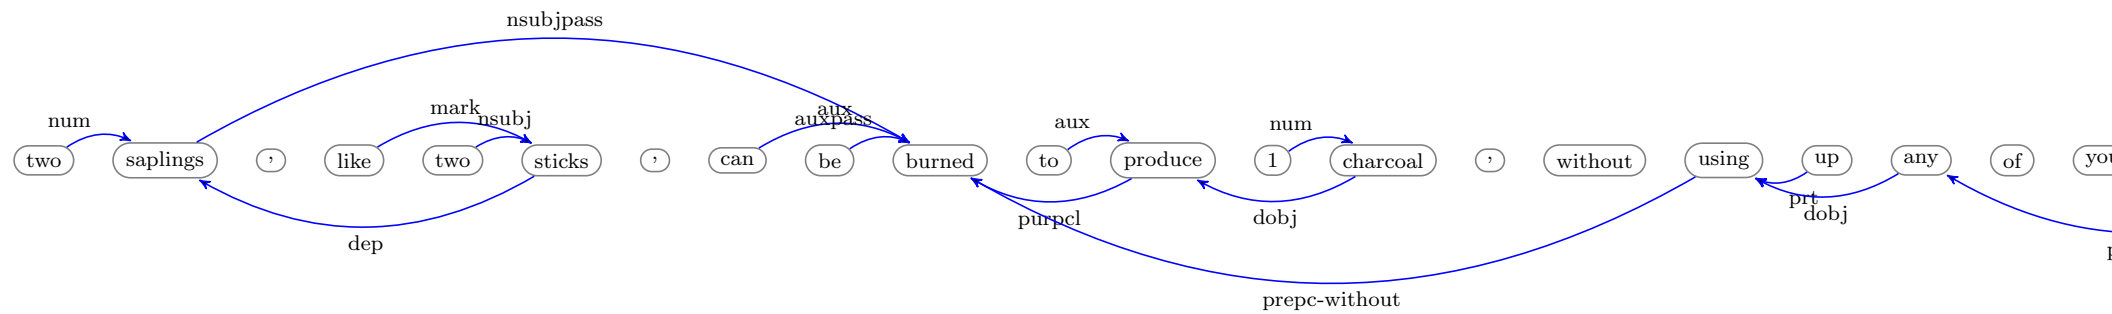 nsubjpass
num
mark
nsubj
aux
auxpass
aux
num
two saplings , like two sticks , can be burned to produce 1 charcoal , without using up any of
prt
dobj
purpcl
dobj
dep
prepc-without